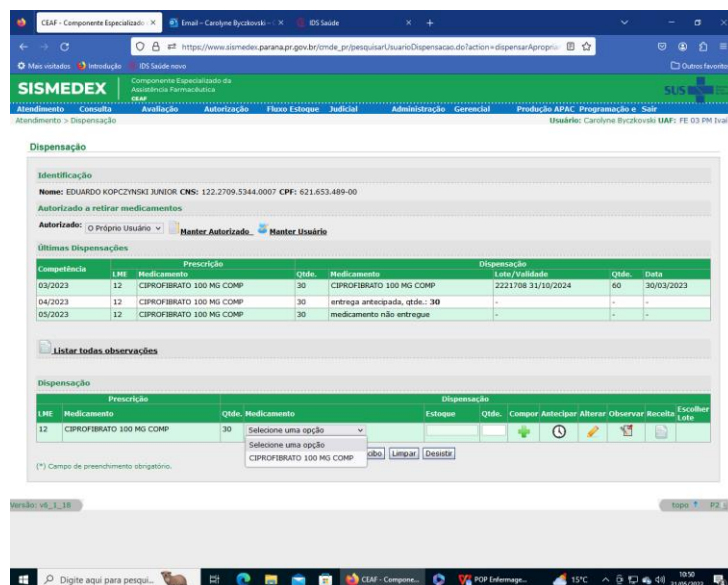 CEAF - Componente Especializado
Email – Carolyne Byczkovski –
IDS Saúde
https://www.sismedex.parana.pr.gov.br/cmde_pr/pesquisarUsuarioDispensacao.do?action=dispensarApropria
Mais visitados Introdução IDS Saúde novo Outros favoritos
SISMEDEX
Componente Especializado da
Assistência Farmacêutica
CEAF
SUS
Atendimento Consulta Avaliação Autorização Fluxo Estoque Judicial Administração Gerencial Produção APAC Programação e Sair
Atendimento > Dispensação Usuário: Carolyne Byczkovski UAF: FE 03 PM Ivai
Dispensação
Identificação
Nome: EDUARDO KOPCZYNSKI JUNIOR CNS: 122.2709.5344.0007 CPF: 621.653.489-00
Autorizado a retirar medicamentos
Autorizado: O Próprio Usuário Manter Autorizado Manter Usuário
Últimas Dispensações
Competência Prescrição Dispensação
LME Medicamento Qtde. Medicamento Lote/Validade Qtde. Data
03/2023 12 CIPROFIBRATO 100 MG COMP 30 CIPROFIBRATO 100 MG COMP 2221708 31/10/2024 60 30/03/2023
04/2023 12 CIPROFIBRATO 100 MG COMP 30 entrega antecipada, qtde.: 30 - - -
05/2023 12 CIPROFIBRATO 100 MG COMP 30 medicamento não entregue - - -
Listar todas observações
Dispensação
Prescrição Dispensação
LME Medicamento Qtde. Medicamento Estoque Qtde. Compor Antecipar Alterar Observar Receita Escolher Lote
12 CIPROFIBRATO 100 MG COMP 30 Selecione uma opção
Selecione uma opção
CIPROFIBRATO 100 MG COMP
cibo Limpar Desistir
(*) Campo de preenchimento obrigatório.
Versão: v6_1_18 topo P2
Digite aqui para pesqui... CEAF - Compone... POP Enfermage... 15°C 10:50
31/05/2023